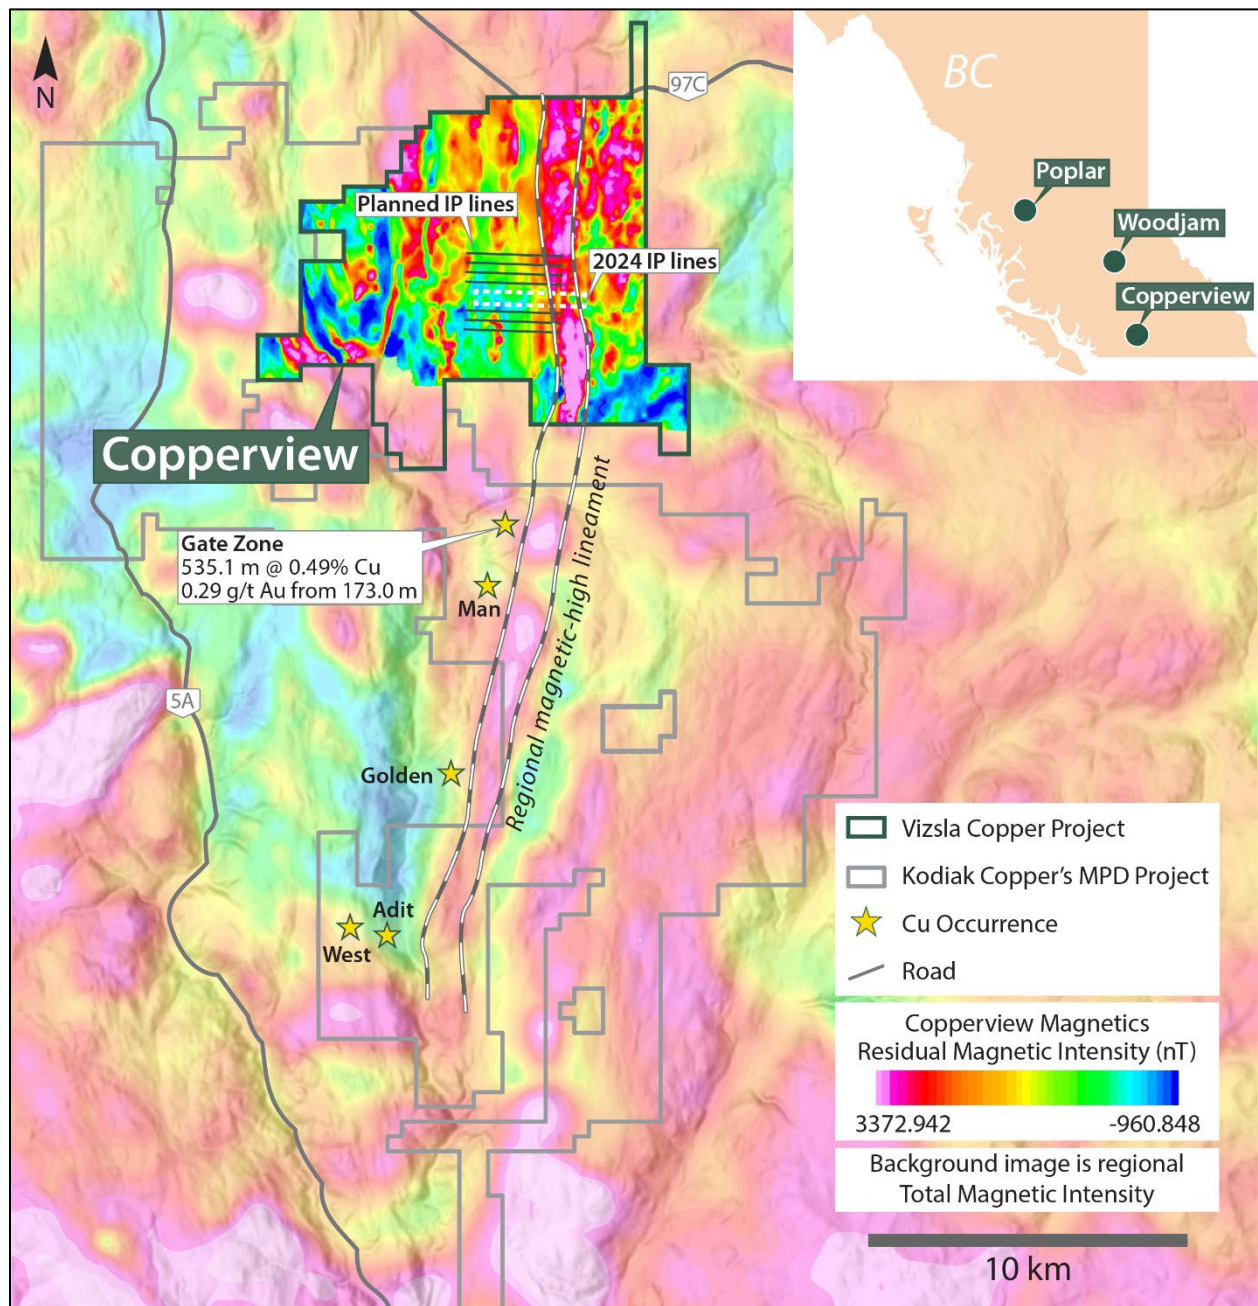 N
97C
BC
Poplar
Woodjam
Copperview
Planned IP lines
2024 IP lines
Copperview
Gate Zone
535.1 m @ 0.49% Cu
0.29 g/t Au from 173.0 m
Man
Regional magnetic-high lineament
5A
Golden
Adit
West
Vizsla Copper Project
Kodiak Copper's MPD Project
Cu Occurrence
Road
Copperview Magnetics
Residual Magnetic Intensity (nT)
3372.942 -960.848
Background image is regional
Total Magnetic Intensity
10 km